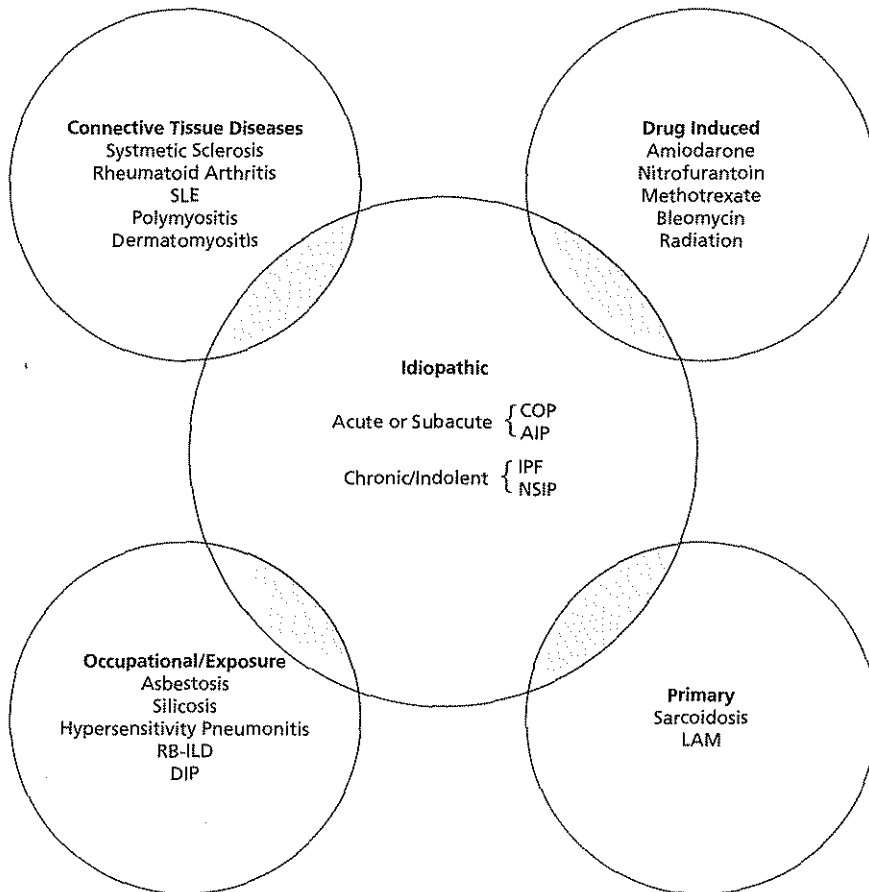 Connective Tissue Diseases
Systmetic Sclerosis
Rheumatoid Arthritis
SLE
Polymyositis
Dermatomyositis
Drug Induced
Amiodarone
Nitrofurantoin
Methotrexate
Bleomycin
Radiation
Idiopathic
Acute or Subacute { COP
AIP
Chronic/Indolent { IPF
NSIP
Occupational/Exposure
Asbestosis
Silicosis
Hypersensitivity Pneumonitis
RB-ILD
DIP
Primary
Sarcoidosis
LAM